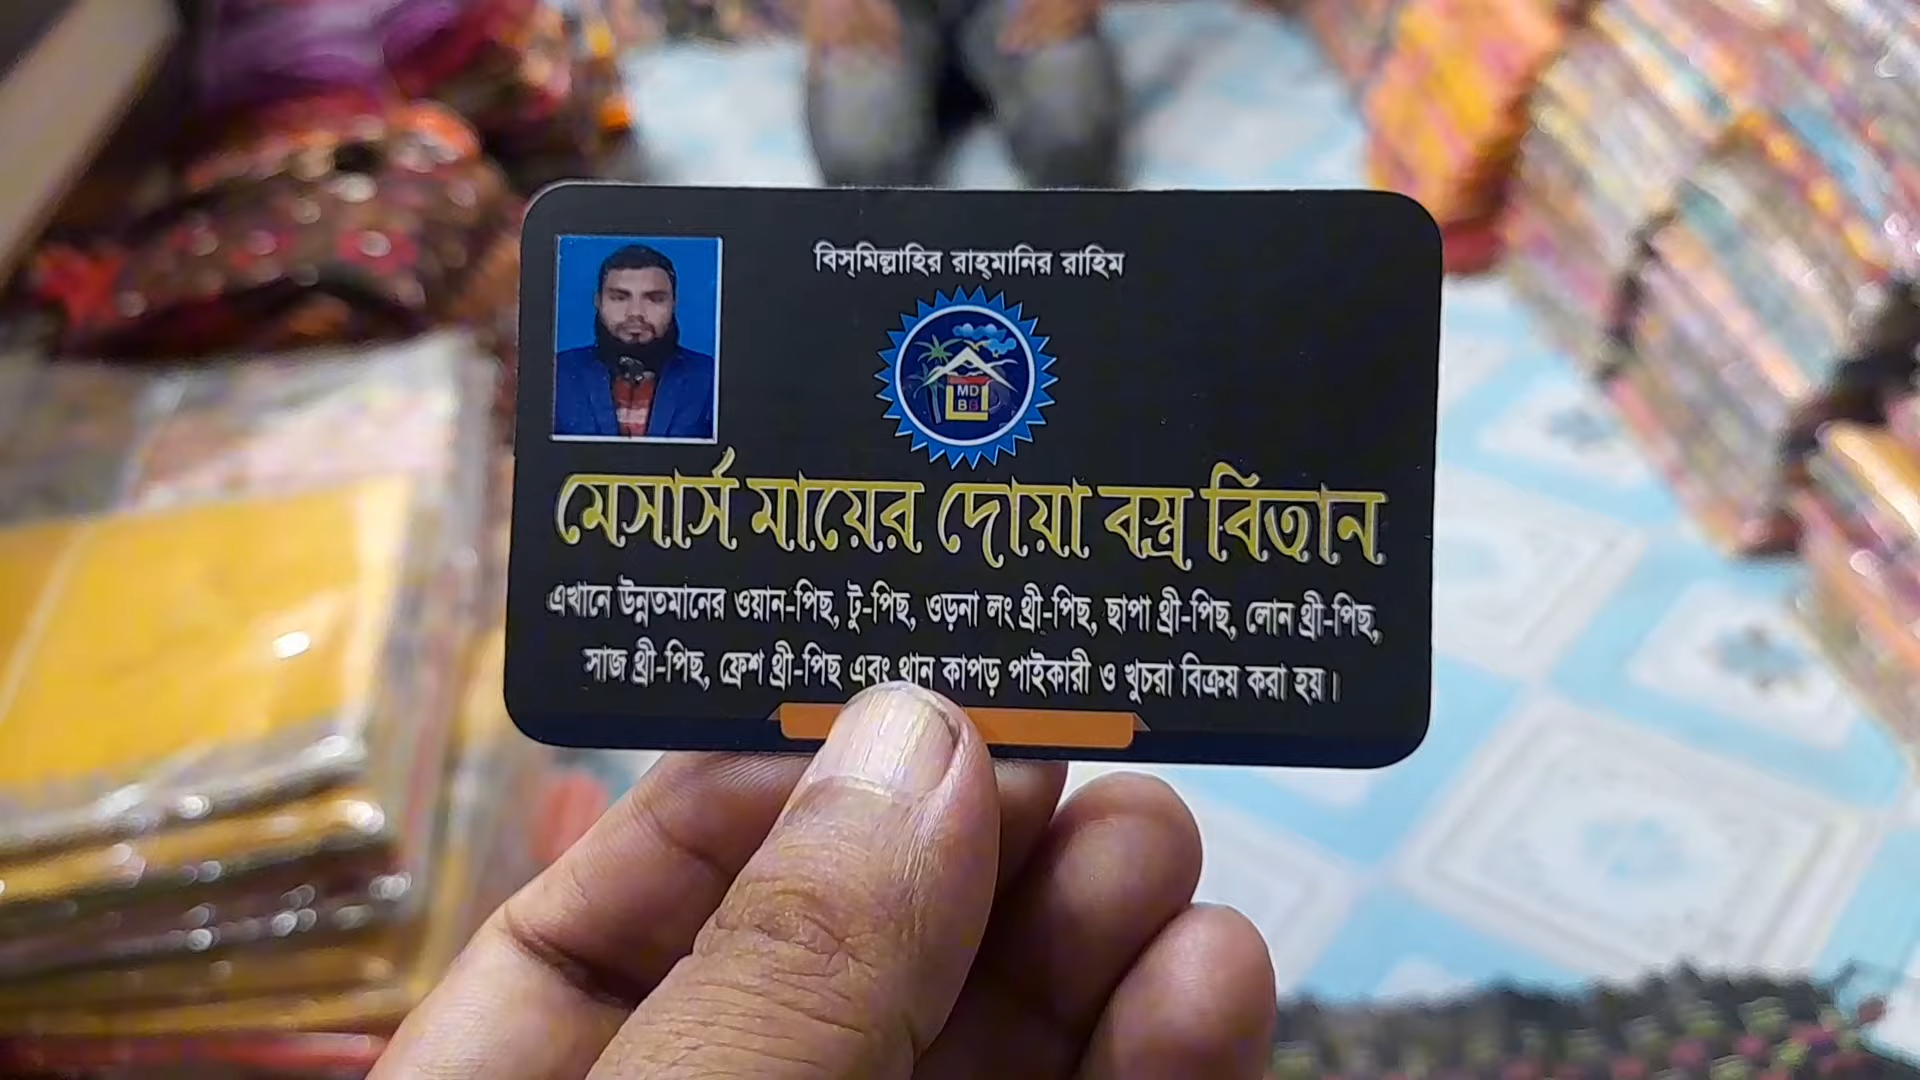 বিস্‌মিল্লাহির রাহ্‌মানির রাহিম
MD
BB
মেসার্স মায়ের দোয়া বস্ত্র বিতান
এখানে উন্নতমানের ওয়ান-পিছ, টু-পিছ, ওড়না লং থ্রী-পিছ, ছাপা থ্রী-পিছ, লোন থ্রী-পিছ,
সাজ থ্রী-পিছ, ফ্রেশ থ্রী-পিছ এবং থান কাপড় পাইকারী ও খুচরা বিক্রয় করা হয়।